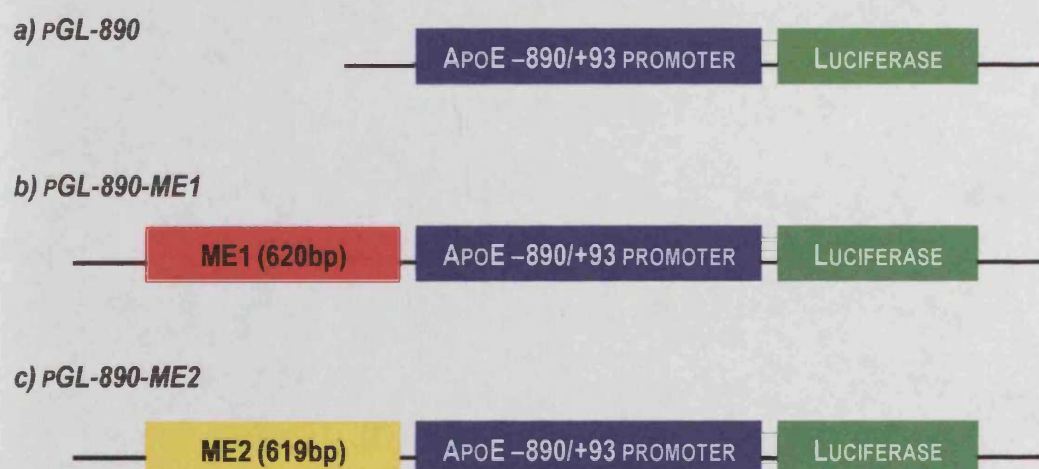 a) PGL-890
APOE –890/+93 PROMOTER LUCIFERASE
b) PGL-890-ME1
ME1 (620bp) APOE –890/+93 PROMOTER LUCIFERASE
c) PGL-890-ME2
ME2 (619bp) APOE –890/+93 PROMOTER LUCIFERASE